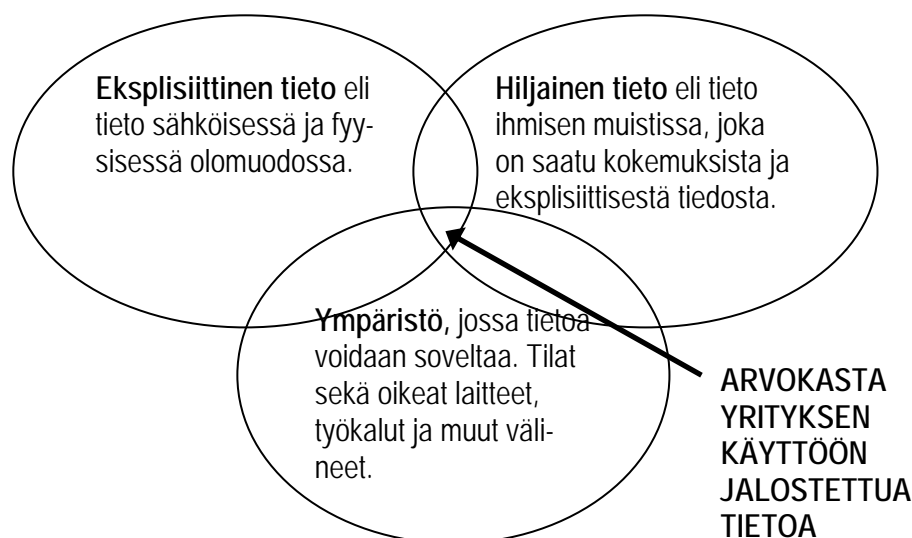 Eksplisiittinen tieto eli
tieto sähköisessä ja fyy-
sisessä olomuodossa.
Hiljainen tieto eli tieto
ihmisen muistissa, joka
on saatu kokemuksista ja
eksplisiittisestä tiedosta.
Ympäristö, jossa tietoa
voidaan soveltaa. Tilat
sekä oikeat laitteet,
työkalut ja muut väli-
neet.
ARVOKASTA
YRITYKSEN
KÄYTTÖÖN
JALOSTETTUA
TIETOA